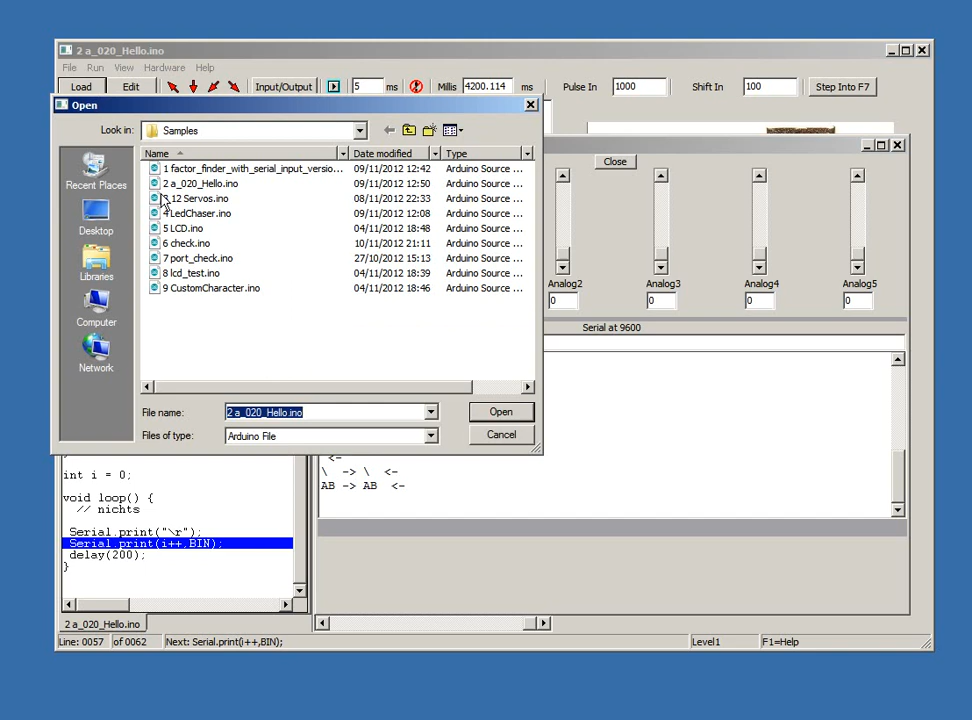 2 a_020_Hello.ino
File Run View Hardware Help
Load Edit Input/Output 5 ms Millis 4200.114 ms Pulse In 1000 Shift In 100 Step Into F7
Open
Look in: Samples
Close
Name Date modified Type
1 factor_finder_with_serial_input_versio... 09/11/2012 12:42 Arduino Source ...
2 a_020_Hello.ino 09/11/2012 12:50 Arduino Source ...
12 Servos.ino 08/11/2012 22:33 Arduino Source ...
4 LedChaser.ino 09/11/2012 12:08 Arduino Source ...
5 LCD.ino 04/11/2012 18:48 Arduino Source ...
6 check.ino 10/11/2012 21:11 Arduino Source ...
7 port_check.ino 27/10/2012 15:13 Arduino Source ...
8 lcd_test.ino 04/11/2012 18:39 Arduino Source ...
9 CustomCharacter.ino 04/11/2012 18:46 Arduino Source ...
Recent Places
Desktop
Libraries
Computer
Network
Analog2 Analog3 Analog4 Analog5
0 0 0 0
Serial at 9600
File name: 2 a_020_Hello.ino Open
Files of type: Arduino File Cancel
<-
\ -> \ <-
AB -> AB <-
int i = 0;
void loop() {
// nichts
Serial.print("\r");
Serial.print(i++,BIN);
delay(200);
}
2 a_020_Hello.ino
Line: 0057 of 0062 Next: Serial.print(i++,BIN); Level1 F1=Help